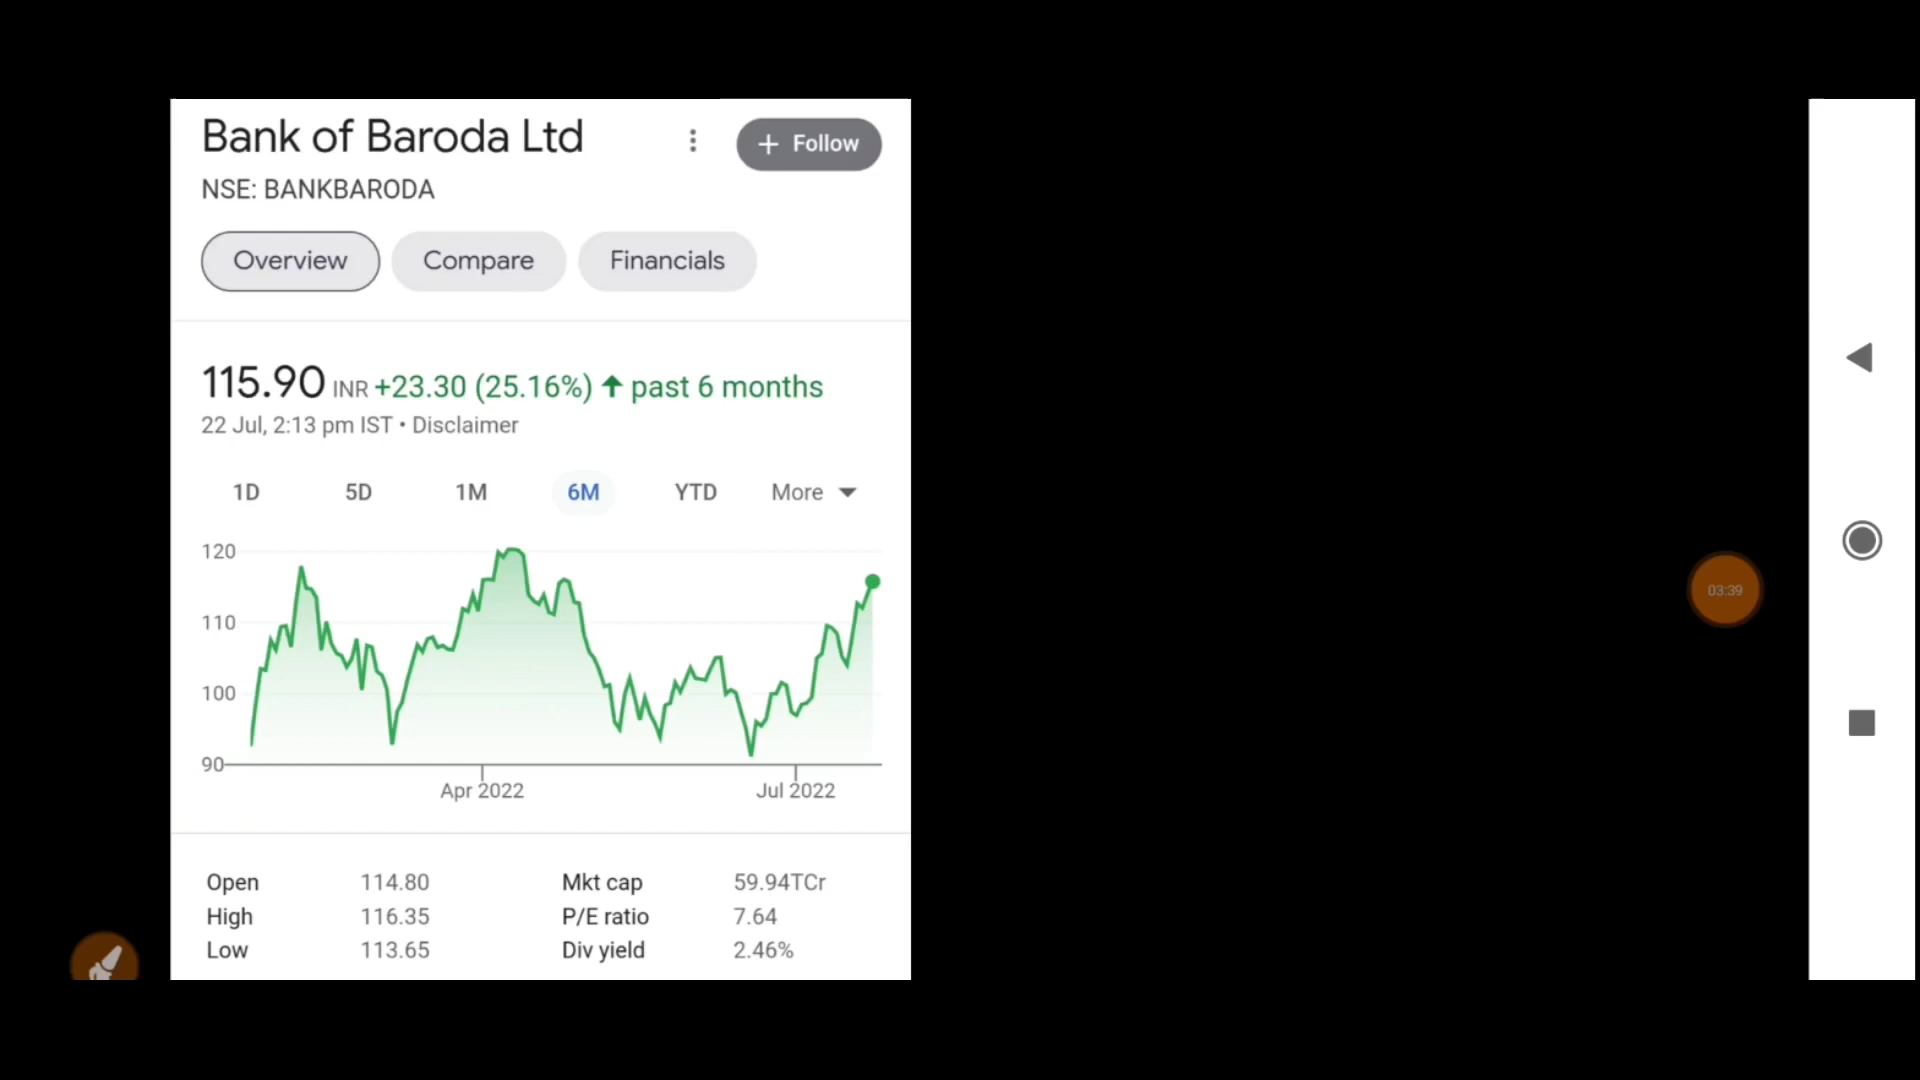 Bank of Baroda Ltd
+ Follow
NSE: BANKBARODA
Overview Compare Financials
115.90 INR +23.30 (25.16%) ↑ past 6 months
22 Jul, 2:13 pm IST • Disclaimer
1D 5D 1M 6M YTD More
120
110
100
90
Apr 2022 Jul 2022
Open 114.80 Mkt cap 59.94TCr
High 116.35 P/E ratio 7.64
Low 113.65 Div yield 2.46%
03:39